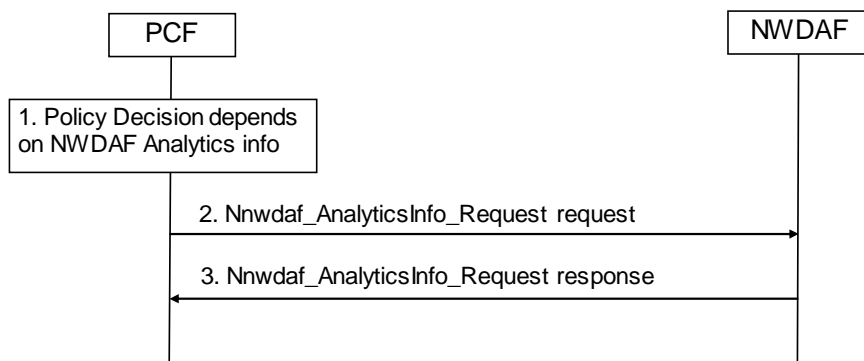 PCF
NWDAF
1. Policy Decision depends
on NWDAF Analytics info
2. Nnwdaf_AnalyticsInfo_Request request
3. Nnwdaf_AnalyticsInfo_Request response